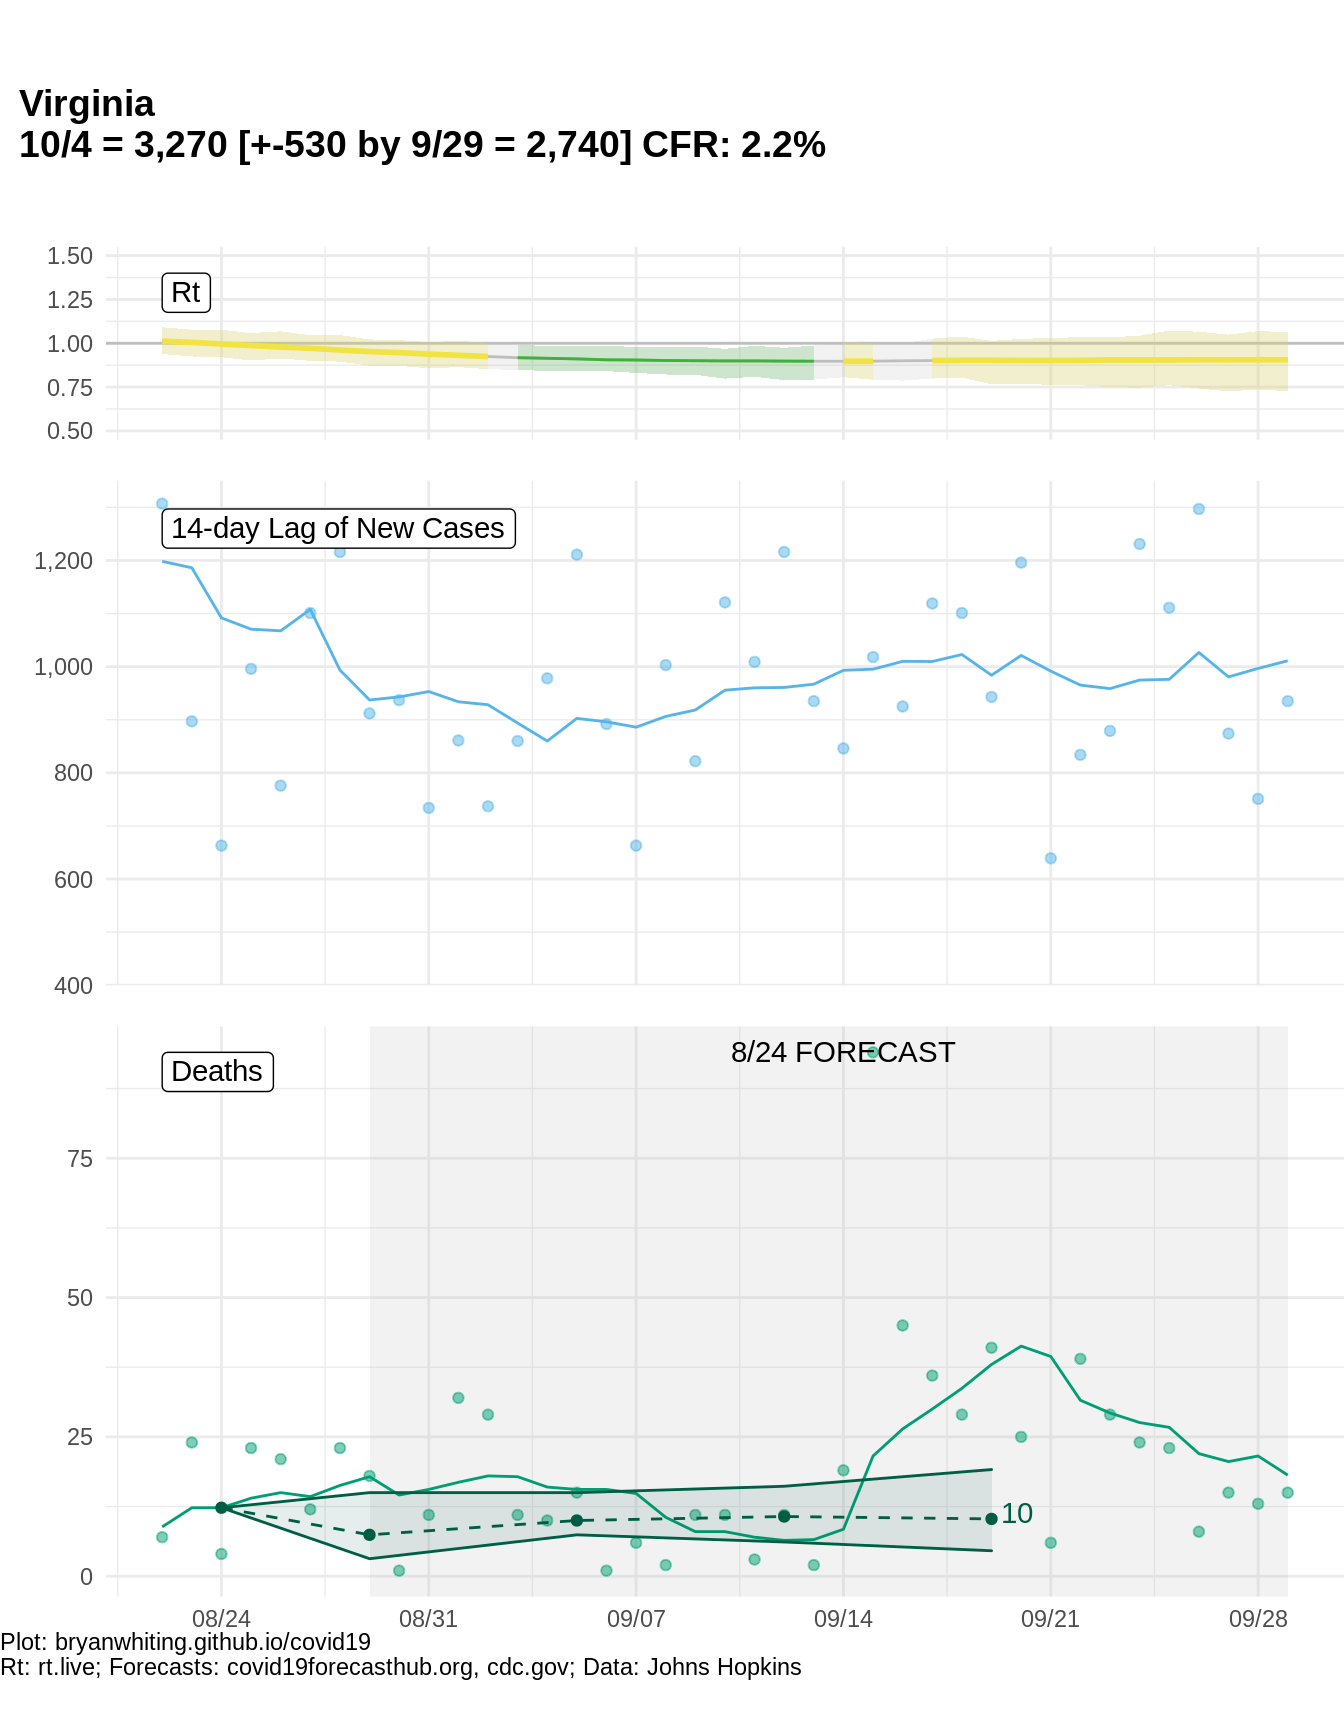 Virginia
10/4 = 3,270 [+-530 by 9/29 = 2,740] CFR: 2.2%
1.50
Rt
1.25
1.00
0.75
0.50
14-day Lag of New Cases
1,200
1,000
800
600
400
8/24 FORECAST
Deaths
75
50
25
10
0
08/24 08/31 09/07 09/14 09/21 09/28
Plot: bryanwhiting.github.io/covid19
Rt: rt.live; Forecasts: covid19forecasthub.org, cdc.gov; Data: Johns Hopkins